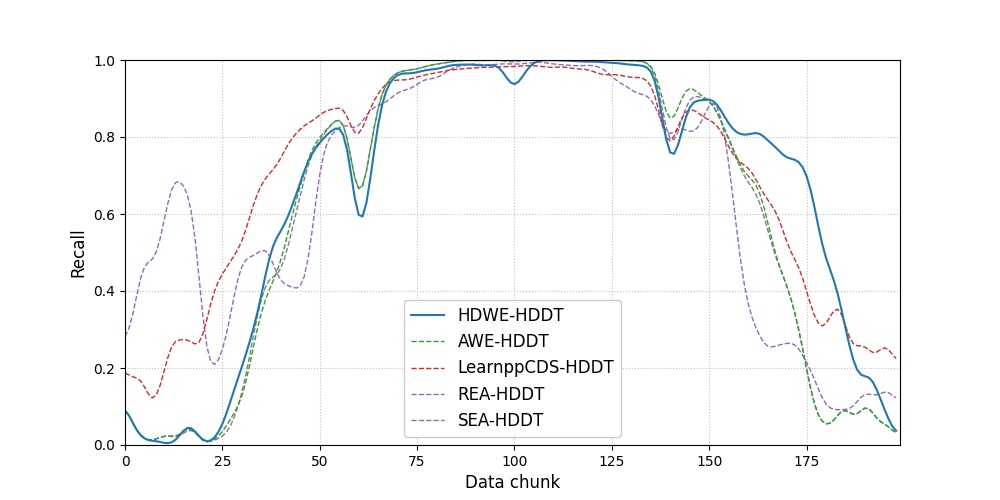 1.0
0.8
0.6
0.4
0.2
0.0
Recall
0
25
50
75
100
125
150
175
Data chunk
HDWE-HDDT
AWE-HDDT
LearnppCDS-HDDT
REA-HDDT
SEA-HDDT